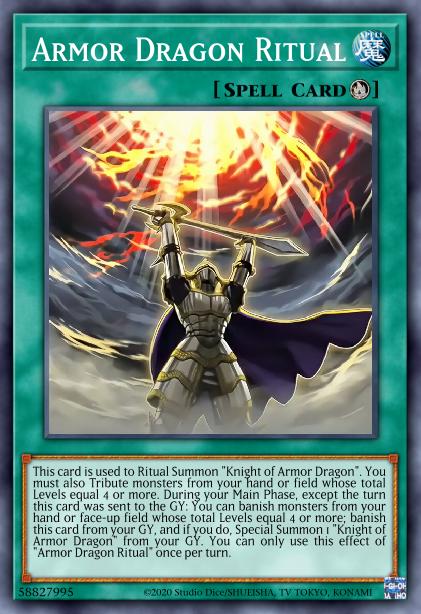 Armor Dragon Ritual
SPELL
魔
[Spell Card]
This card is used to Ritual Summon "Knight of Armor Dragon". You
must also Tribute monsters from your hand or field whose total
Levels equal 4 or more. During your Main Phase, except the turn
this card was sent to the GY: You can banish monsters from your
hand or face-up field whose total Levels equal 4 or more; banish
this card from your GY, and if you do, Special Summon 1 "Knight of
Armor Dragon" from your GY. You can only use this effect of
"Armor Dragon Ritual" once per turn.
58827995
©2020 Studio Dice/SHUEISHA, TV TOKYO, KONAMI